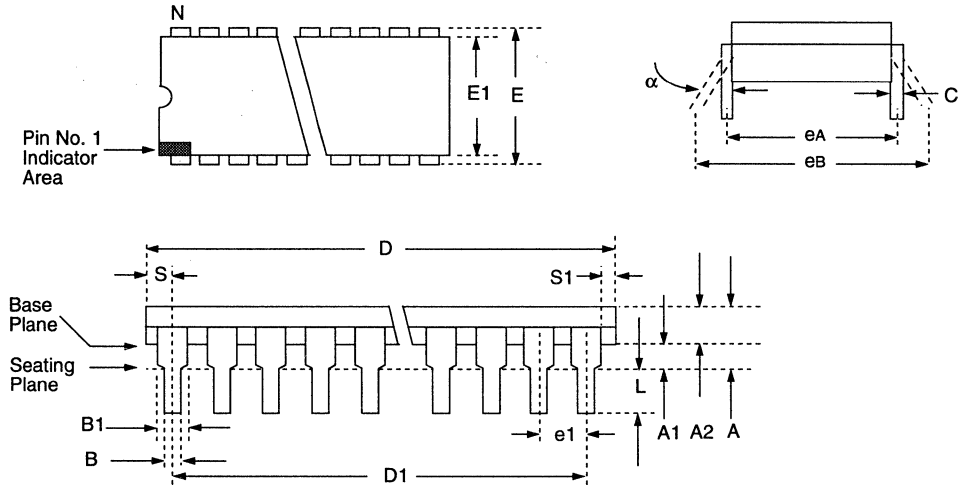 N
E1
E
Pin No. 1
Indicator
Area
α
C
eA
eB
D
S
S1
Base
Plane
Seating
Plane
L
B1
e1
A1
A2
A
B
D1